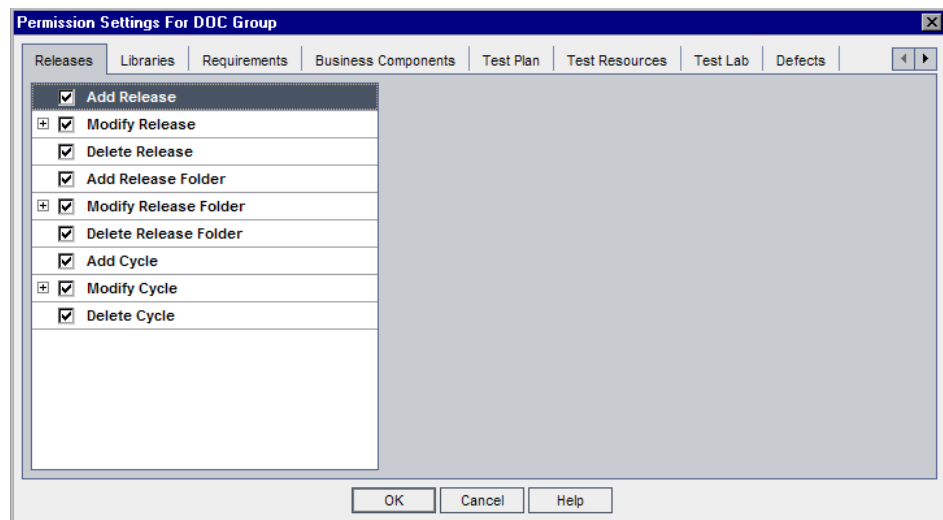 Permission Settings For DOC Group
Releases Libraries Requirements Business Components Test Plan Test Resources Test Lab Defects
Add Release
Modify Release
Delete Release
Add Release Folder
Modify Release Folder
Delete Release Folder
Add Cycle
Modify Cycle
Delete Cycle
OK Cancel Help